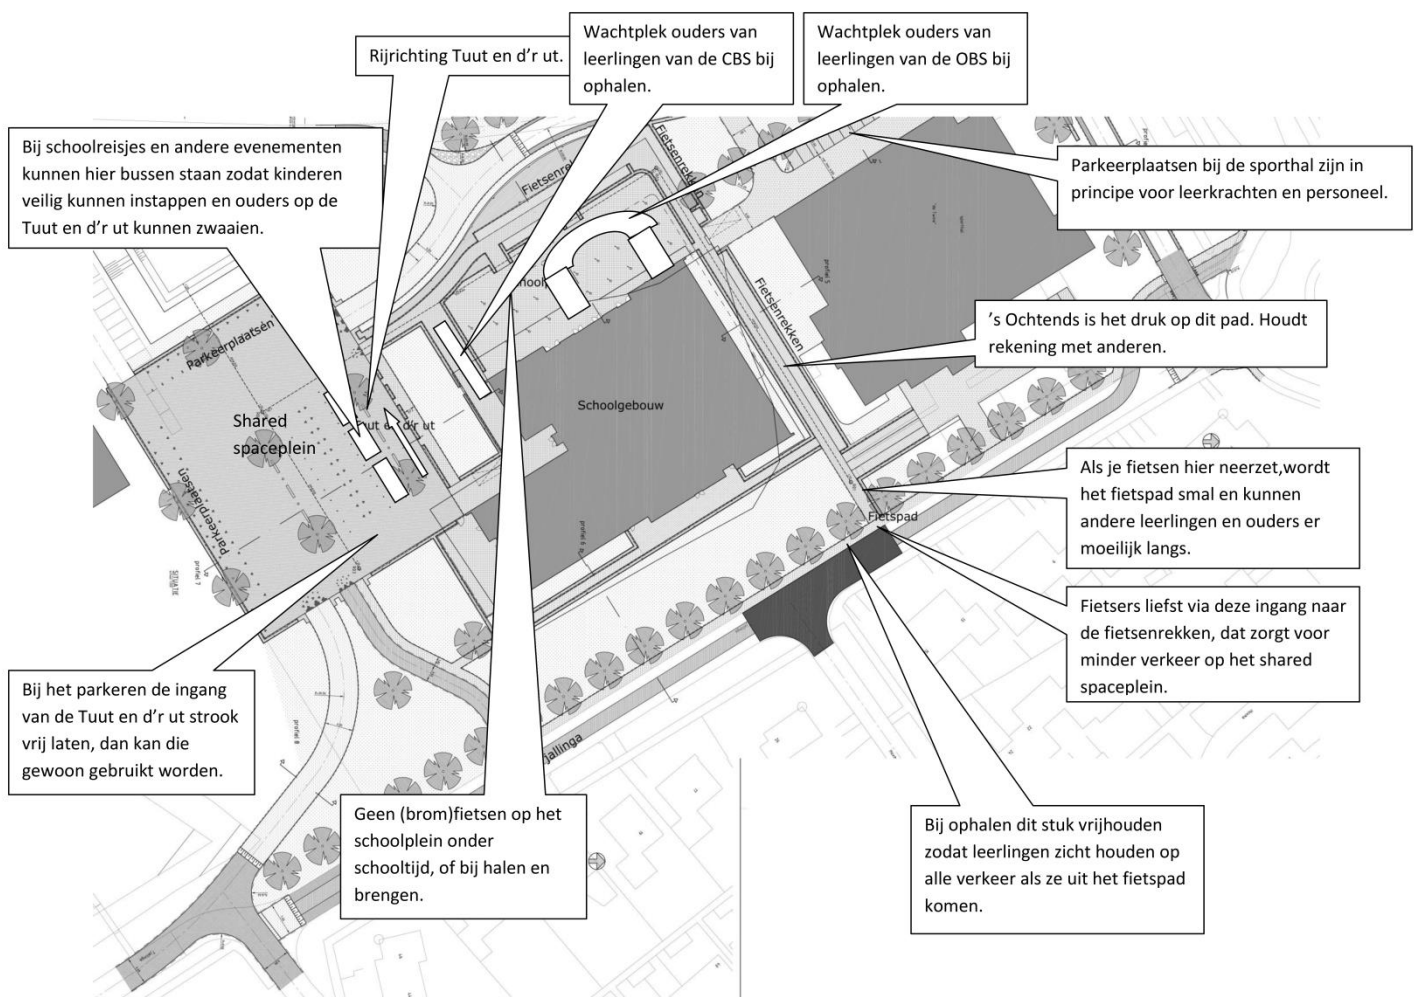 Rijrichting Tuut en d'r ut.
Wachtplek ouders van
leerlingen van de CBS bij
ophalen.
Wachtplek ouders van
leerlingen van de OBS bij
ophalen.
Bij schoolreisjes en andere evenementen
kunnen hier bussen staan zodat kinderen
veilig kunnen instappen en ouders op de
Tuut en d'r ut kunnen zwaaien.
Parkeerplaatsen bij de sporthal zijn in
principe voor leerkrachten en personeel.
Fietsenrekken
Fietsenrekken
's Ochtends is het druk op dit pad. Houdt
rekening met anderen.
Parkeerplaatsen
Schoolgebouw
Shared
spaceplein
Parkeerplaatsen
Als je fietsen hier neerzet,wordt
het fietspad smal en kunnen
andere leerlingen en ouders er
moeilijk langs.
Fietspad
profiel 7
SITUATIE
profiel 5
profiel 8
Fietsers liefst via deze ingang naar
de fietsenrekken, dat zorgt voor
minder verkeer op het shared
spaceplein.
Bij het parkeren de ingang
van de Tuut en d'r ut strook
vrij laten, dan kan die
gewoon gebruikt worden.
Geen (brom)fietsen op het
schoolplein onder
schooltijd, of bij halen en
brengen.
Bij ophalen dit stuk vrijhouden
zodat leerlingen zicht houden op
alle verkeer als ze uit het fietspad
komen.